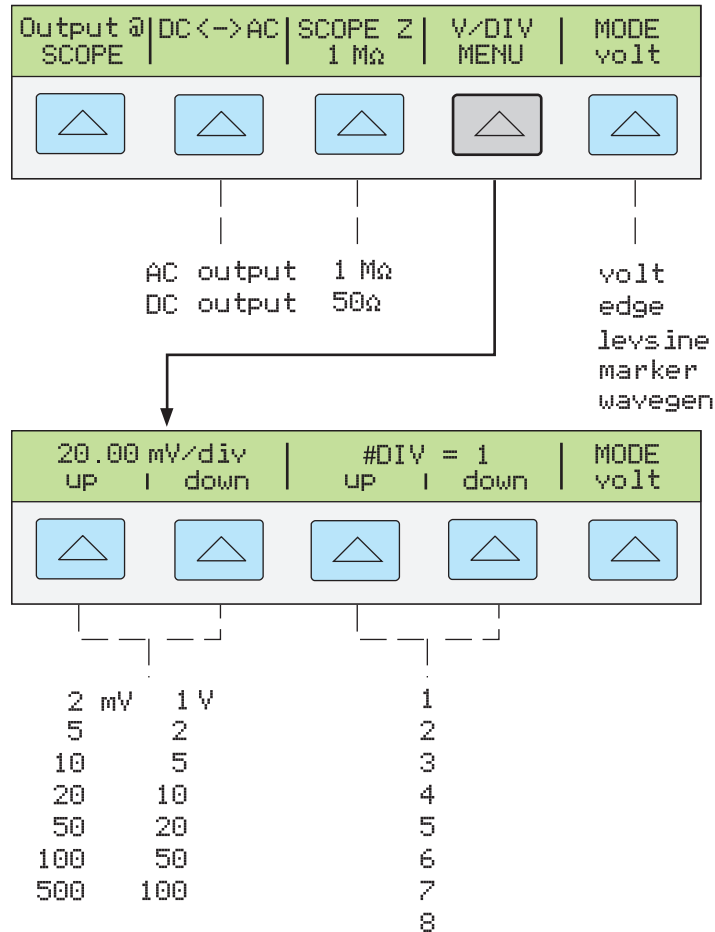 Output @ SCOPE | DC<->AC | SCOPE Z 1 MΩ | V/DIV MENU | MODE volt
AC output
DC output
1 MΩ
50Ω
volt
edge
levsine
marker
wavegen
20.00 mV/div
up | down
#DIV = 1
up | down
MODE
volt
2 mV 1 V
5 2
10 5
20 10
50 20
100 50
500 100
1
2
3
4
5
6
7
8